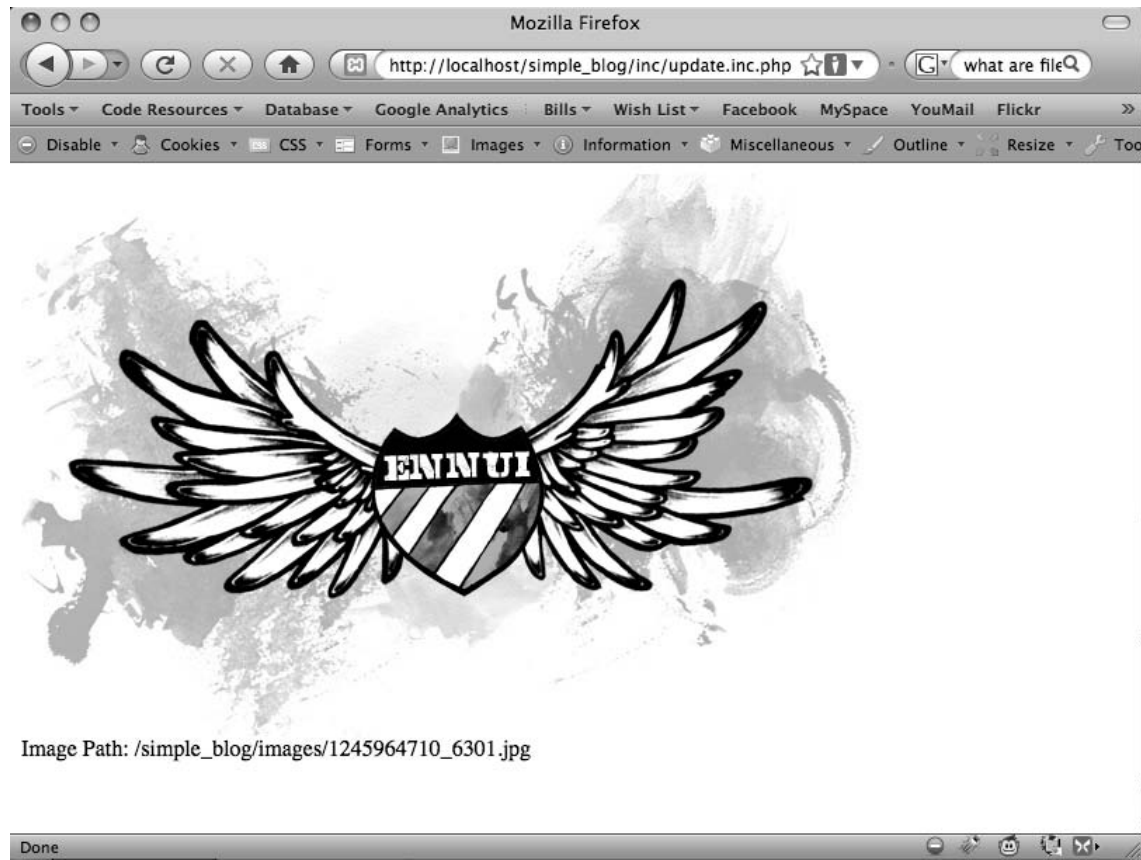 Mozilla Firefox
http://localhost/simple_blog/inc/update.inc.php
G what are file
Tools Code Resources Database Google Analytics Bills Wish List Facebook MySpace YouMail Flickr »
Disable Cookies CSS Forms Images Information Miscellaneous Outline Resize Too
ENNUI
Image Path: /simple_blog/images/1245964710_6301.jpg
Done